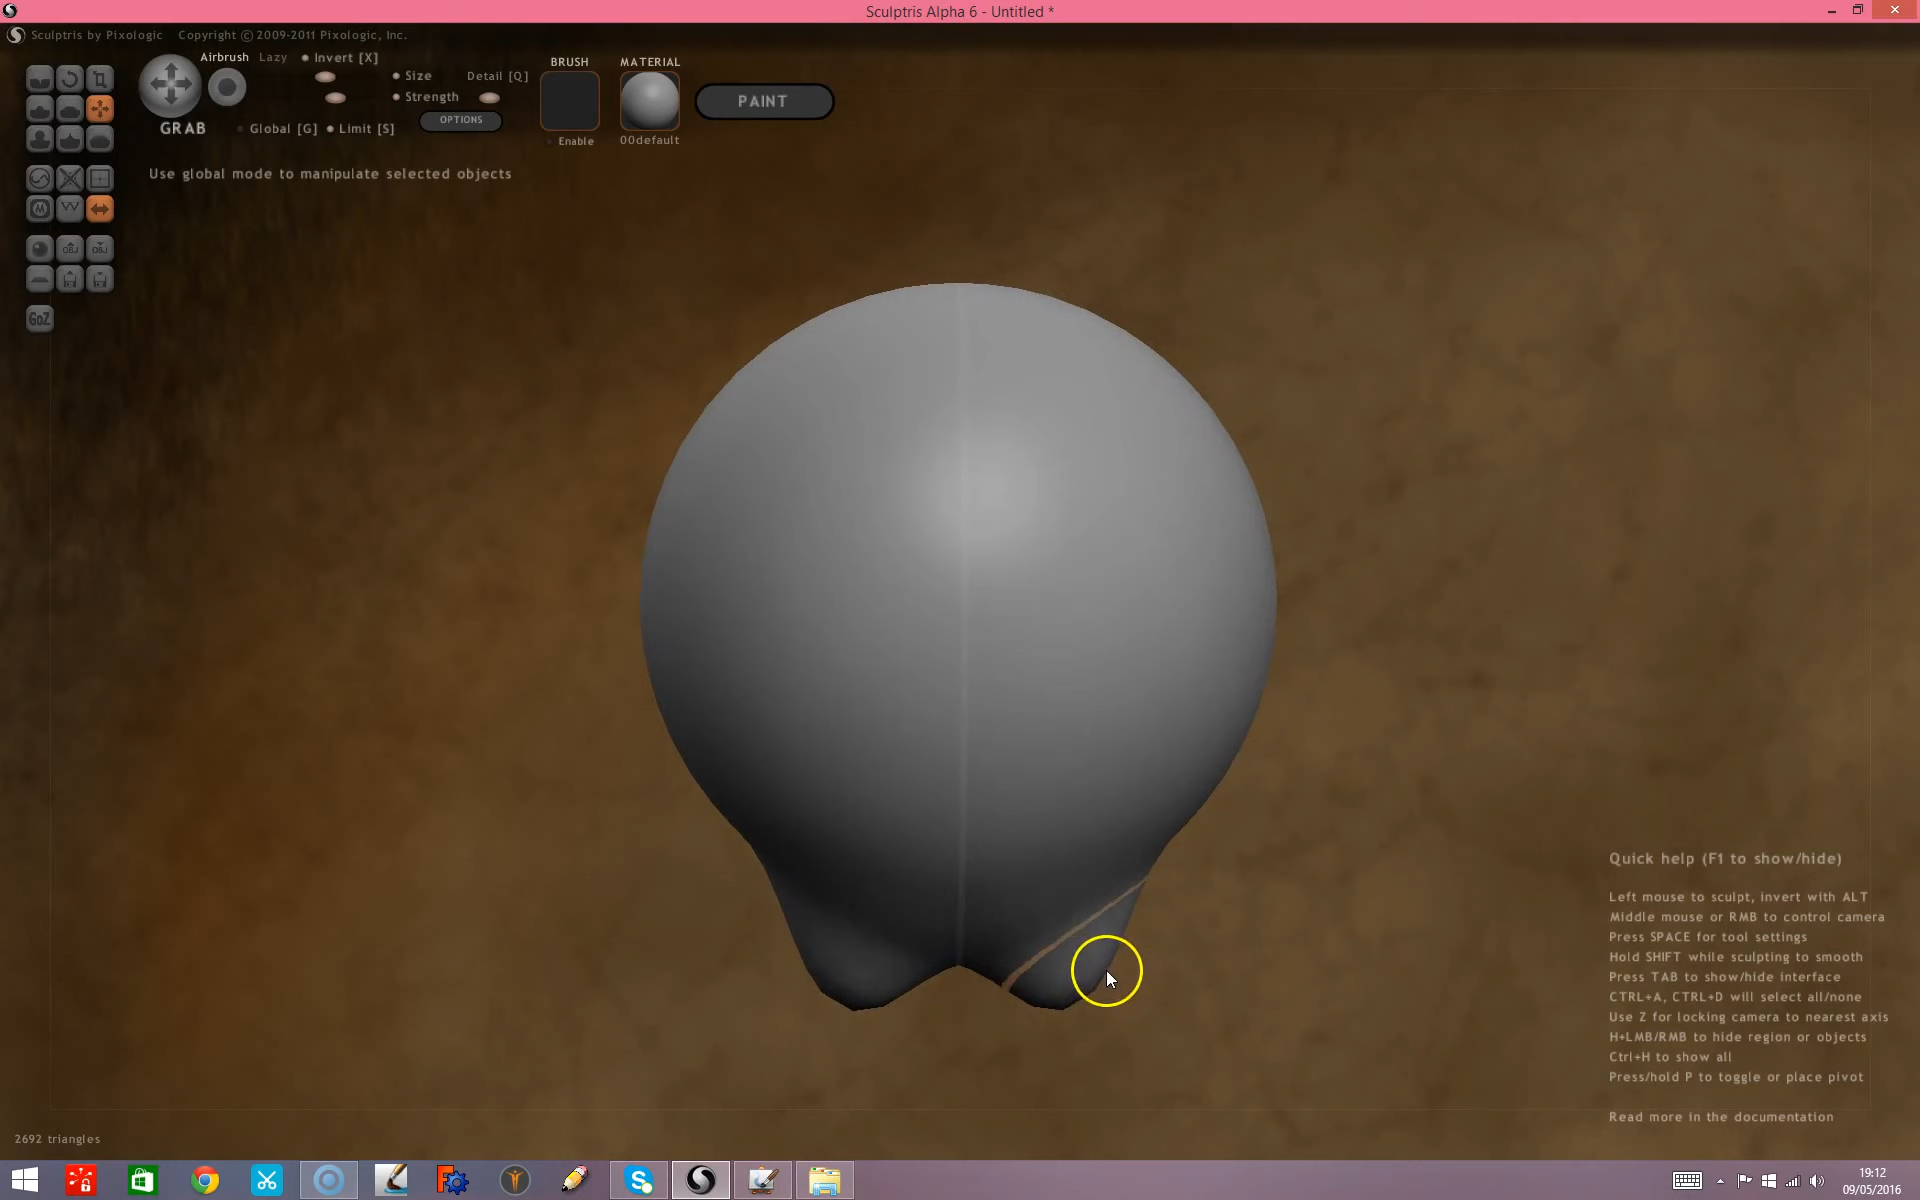 Sculptris Alpha 6 - Untitled *
Sculptris by Pixologic Copyright © 2009-2011 Pixologic, Inc.
Airbrush Lazy Invert [X]
Size Detail [Q]
Strength
GRAB Global [G] Limit [S] OPTIONS
BRUSH
Enable
MATERIAL
00default
PAINT
Use global mode to manipulate selected objects
OBJ OBJ
GoZ
Quick help (F1 to show/hide)
Left mouse to sculpt, invert with ALT
Middle mouse or RMB to control camera
Press SPACE for tool settings
Hold SHIFT while sculpting to smooth
Press TAB to show/hide interface
CTRL+A, CTRL+D will select all/none
Use Z for locking camera to nearest axis
H+LMB/RMB to hide region or objects
Ctrl+H to show all
Press/hold P to toggle or place pivot
Read more in the documentation
2692 triangles
19:12
09/05/2016